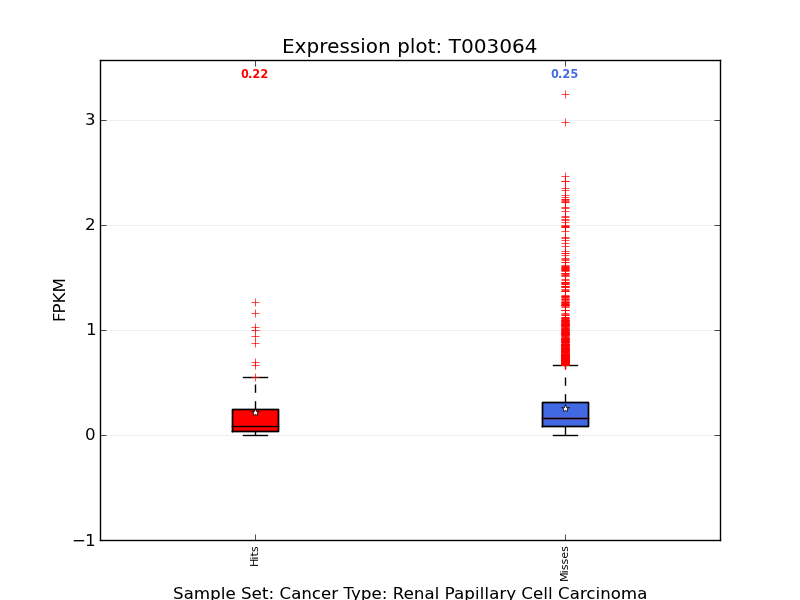 Expression plot: T003064
0.22
0.25
3
2
1
0
−1
FPKM
Hits
Misses
Sample Set: Cancer Type: Renal Papillary Cell Carcinoma